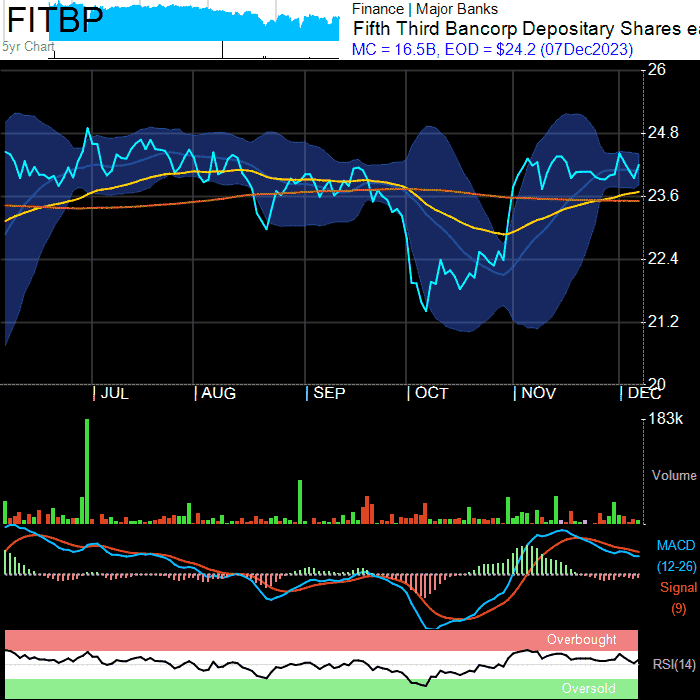 FITBP
Finance | Major Banks
Fifth Third Bancorp Depositary Shares ea
5yr Chart
MC = 16.5B, EOD = $24.2 (07Dec2023)
26
24.8
23.6
22.4
21.2
20
JUL
AUG
SEP
OCT
NOV
DEC
183k
Volume
MACD
(12-26)
Signal
(9)
Overbought
RSI(14)
Oversold